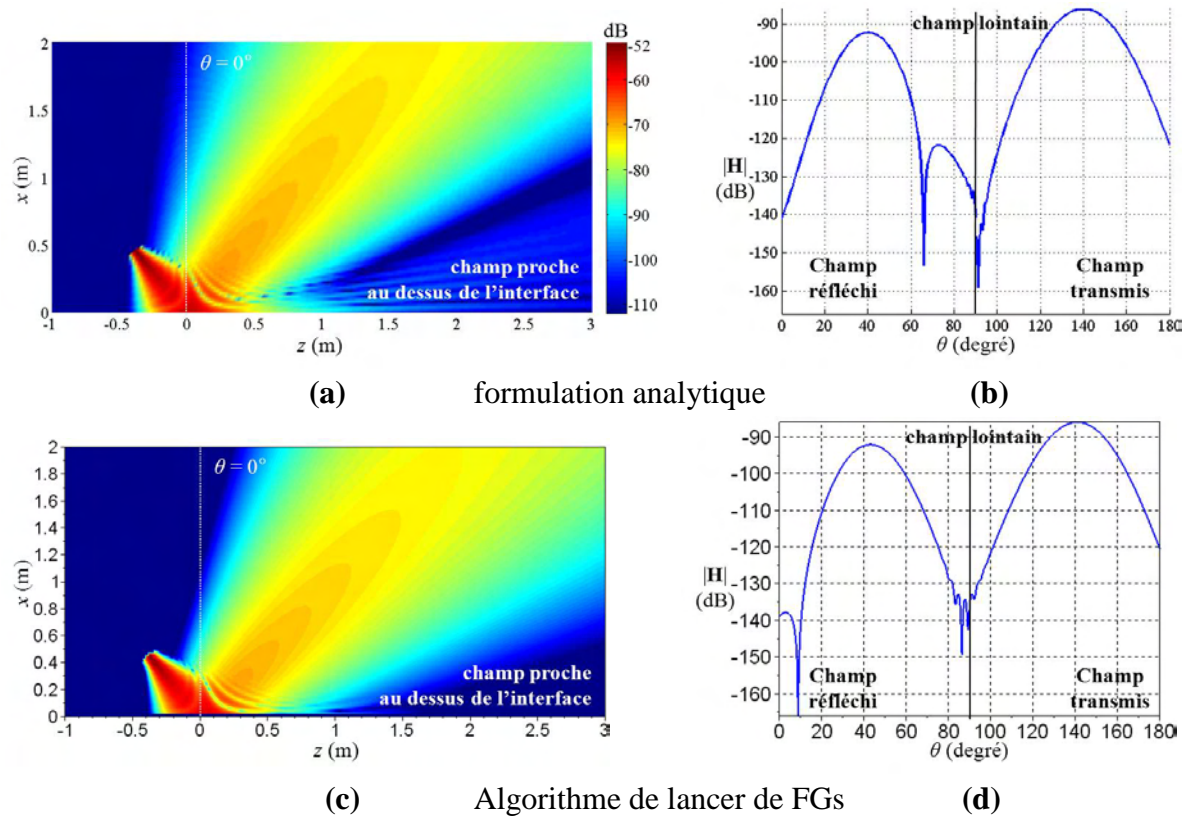 dB
2
1.5
x (m)
1
0.5
0
-1
-0.5
0
0.5
1
1.5
2
2.5
3
z (m)
θ = 0°
champ proche
au dessus de l'interface
-52
-60
-70
-80
-90
-100
-110
-90
-100
-110
-120
|H|
-130
(dB)
-140
-150
-160
champ lointain
Champ
réfléchi
Champ
transmis
0
20
40
60
80
100
120
140
160
180
θ (degré)
(a) formulation analytique (b)
2
1.8
1.6
1.4
1.2
x (m)
1
0.8
0.6
0.4
0.2
0
-1
-0.5
0
0.5
1
1.5
2
2.5
3
z (m)
θ = 0°
champ proche
au dessus de l'interface
-90
-100
-110
-120
|H|
-130
(dB)
-140
-150
-160
champ lointain
Champ
réfléchi
Champ
transmis
0
20
40
60
80
100
120
140
160
180
θ (degré)
(c) Algorithme de lancer de FGs (d)